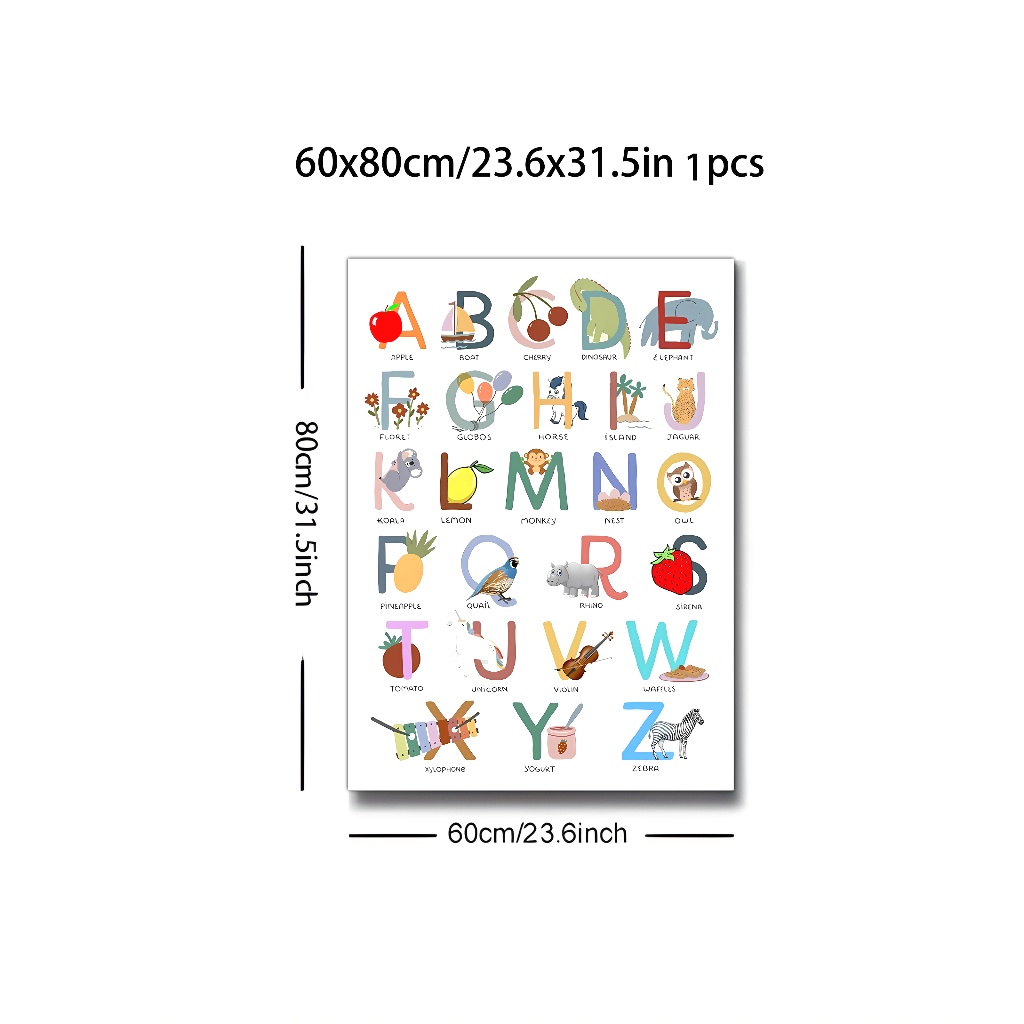 60x80cm/23.6x31.5in 1pcs
80cm/31.5inch
A B C D E
APPLE BOAT CHERRY DINOSAUR ELEPHANT
F G H I J
FLORET GLOBOS HORSE ISLAND JAGUAR
K L M N O
KOALA LEMON MONKEY NEST OWL
P Q R S
PINEAPPLE QUAIL RHINO SIRENA
T U V W
TOMATO UNICORN VIOLIN WAFFLES
X Y Z
XYLOPHONE YOGURT ZEBRA
60cm/23.6inch